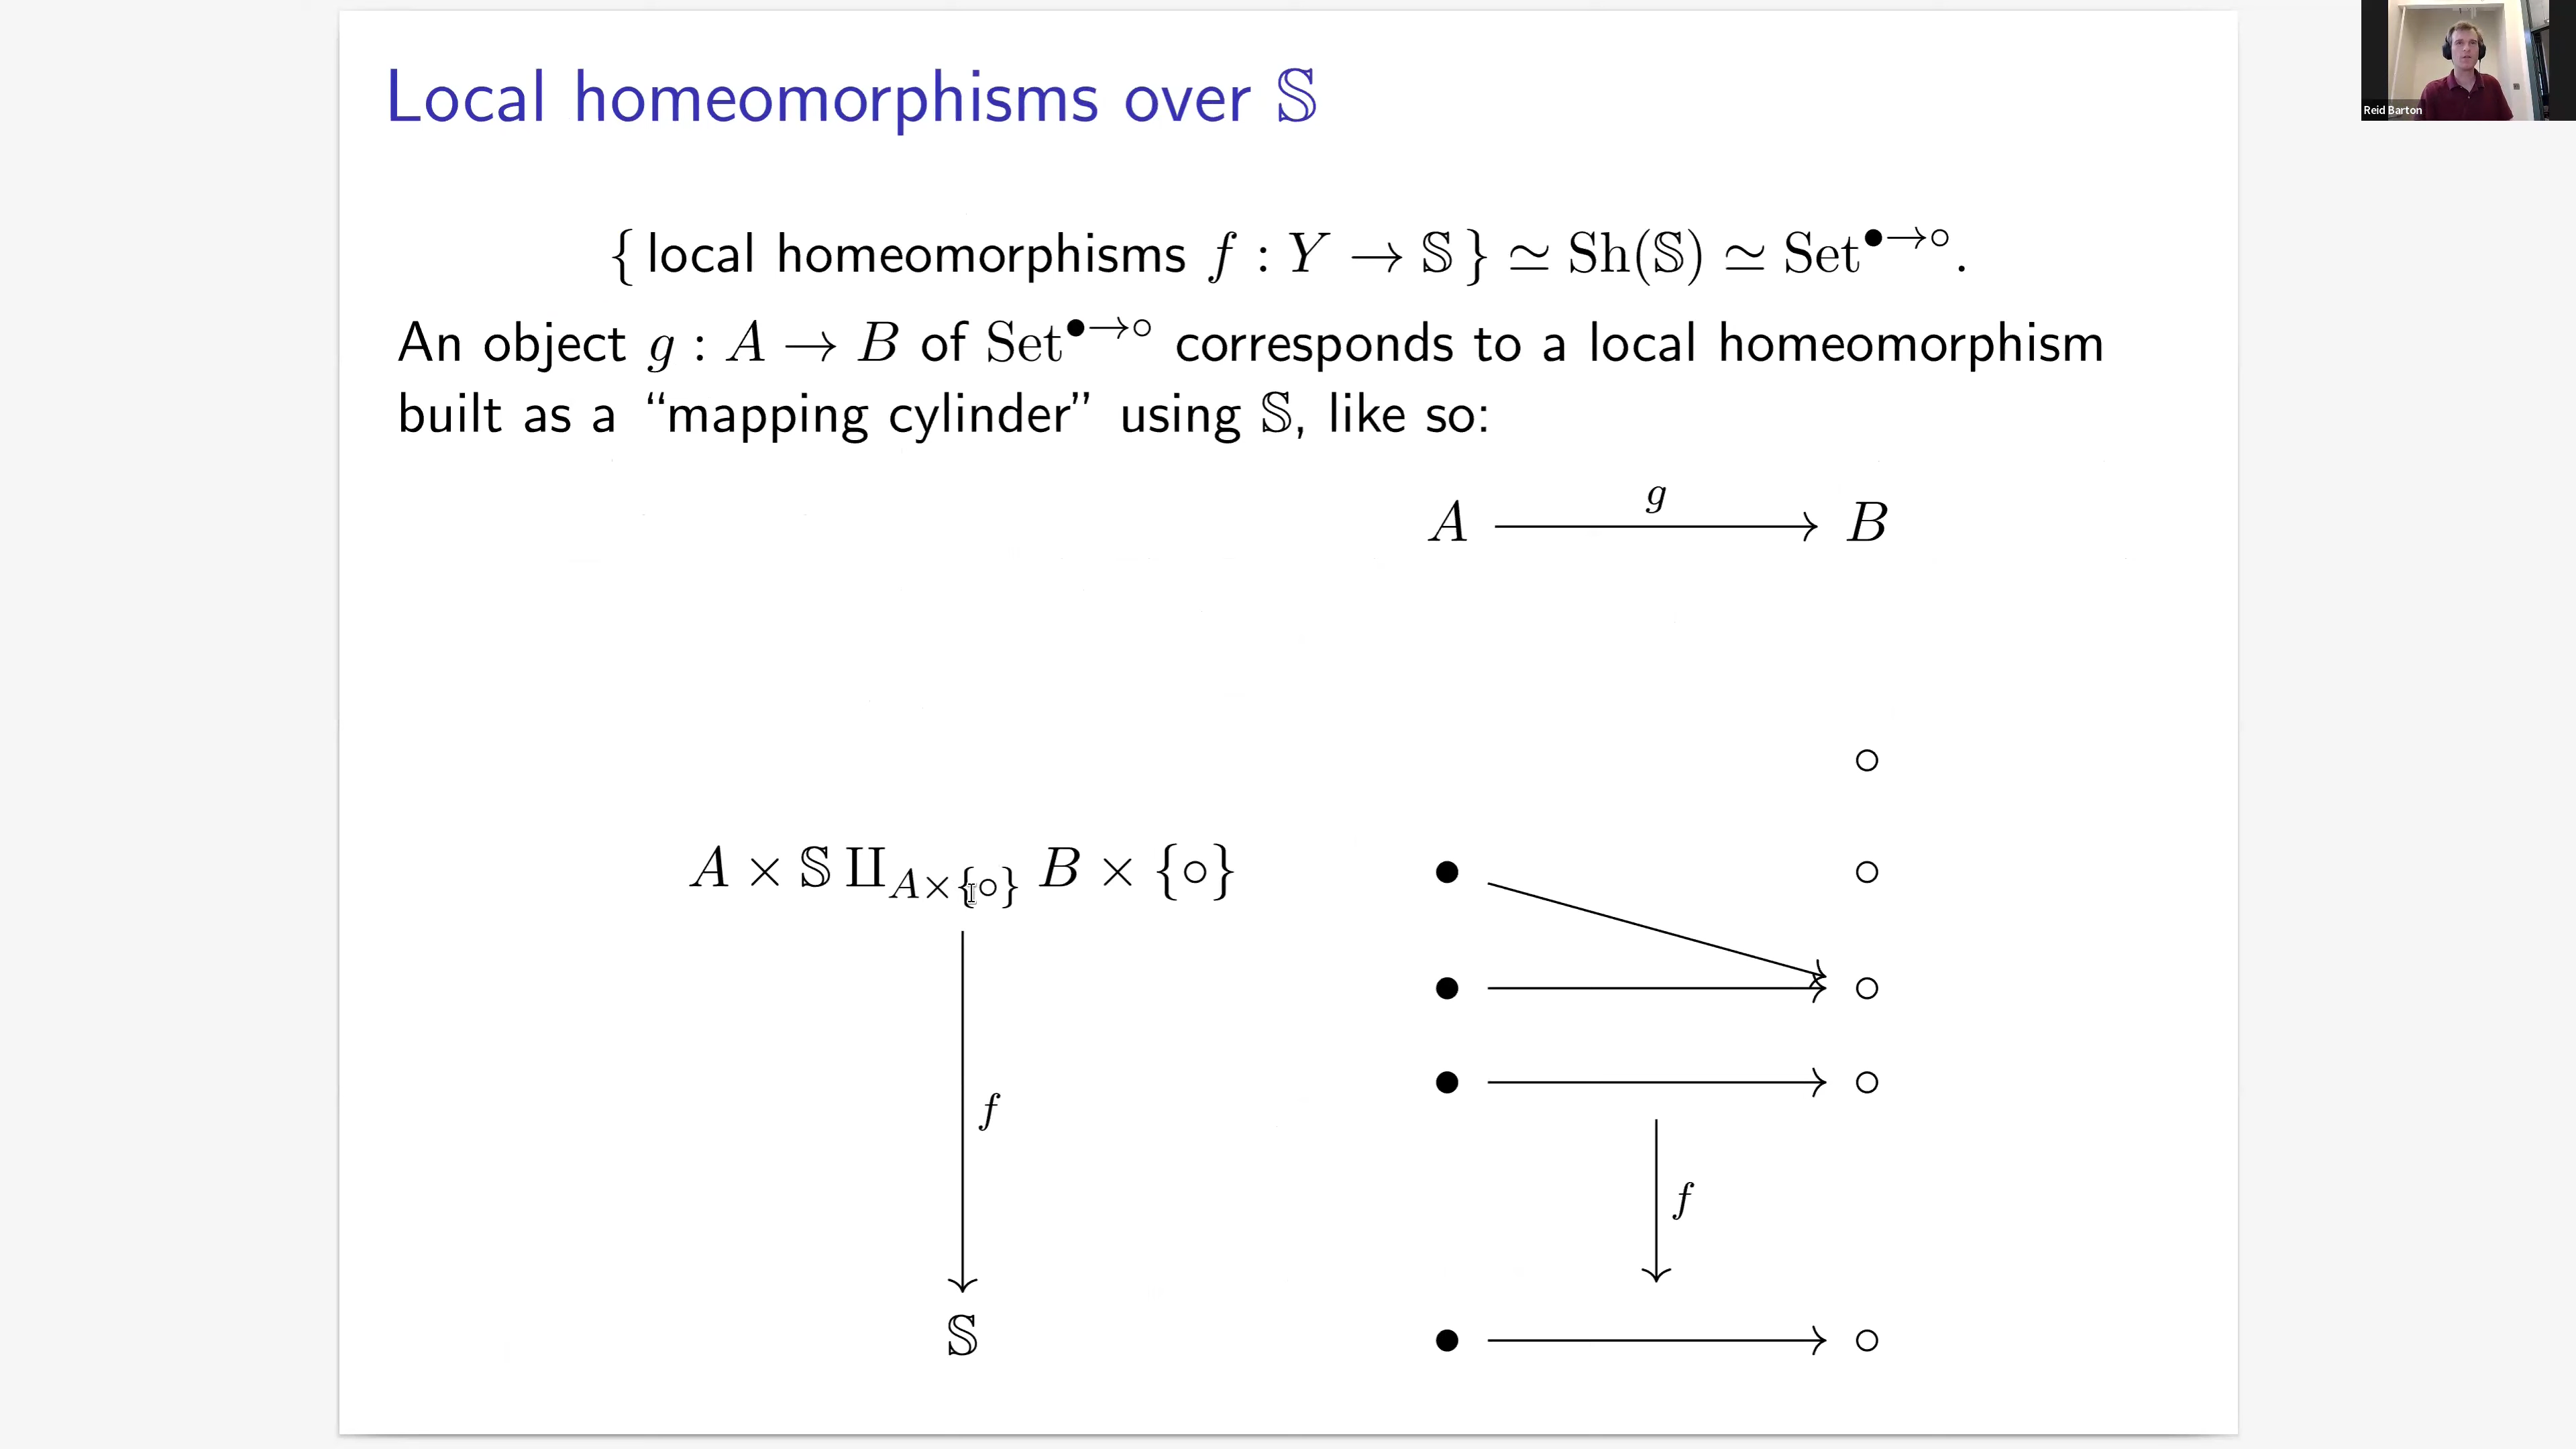 Local homeomorphisms over 𝕊
Reid Barton
{ local homeomorphisms f : Y → 𝕊 } ≃ Sh(𝕊) ≃ Set^{●→○}.
An object g : A → B of Set^{●→○} corresponds to a local homeomorphism
built as a “mapping cylinder” using 𝕊, like so:
g
A → B
A × 𝕊 ⨿_{A×{○}} B × {○}
f
f
𝕊